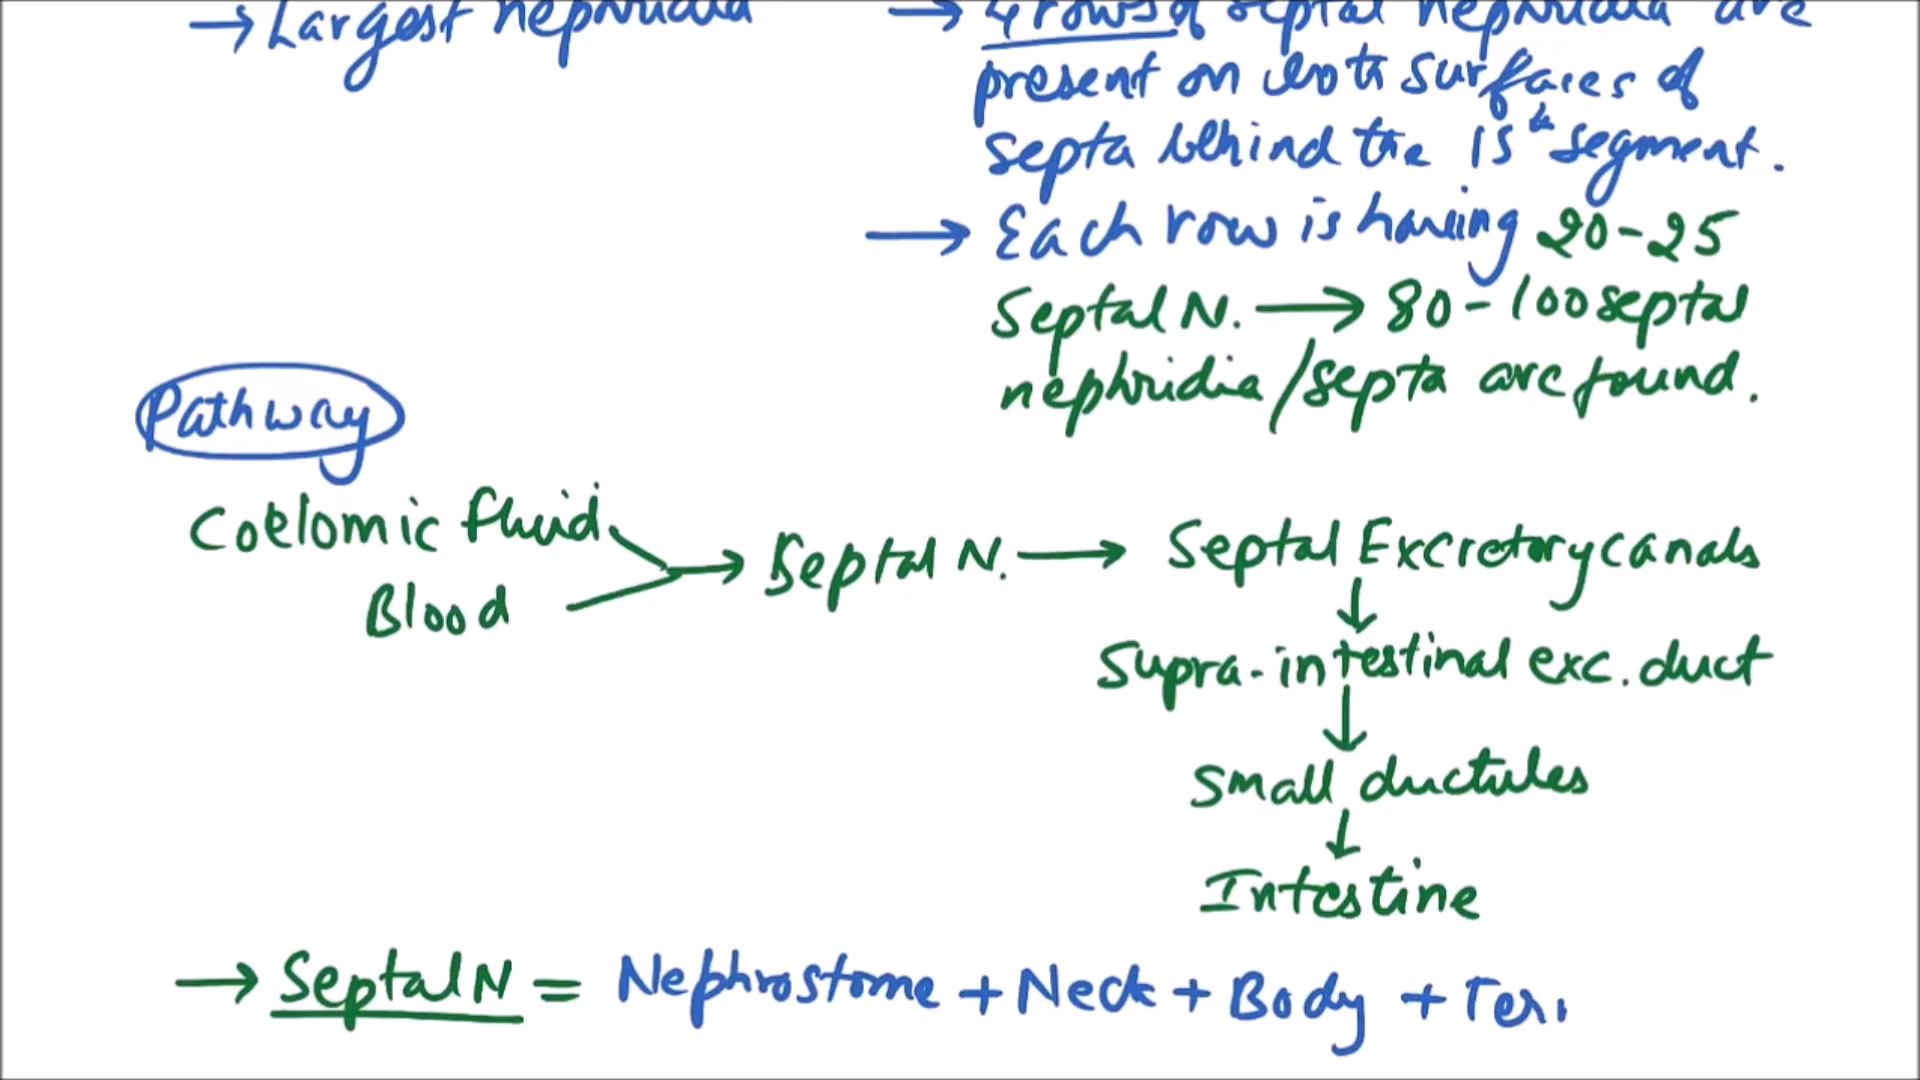 → Largest nephridia
→ 4 rows of septal nephridia are
present on both surfaces of
septa behind the 15th segment.
→ Each row is having 20-25
Septal N. → 80-100 septal
nephridia/septa are found.
Pathway
Coelomic fluid
Blood
→ Septal N. → Septal Excretory canals
↓
Supra-intestinal exc. duct
↓
Small ductules
↓
Intestine
→ Septal N = Nephrostome + Neck + Body + Teri